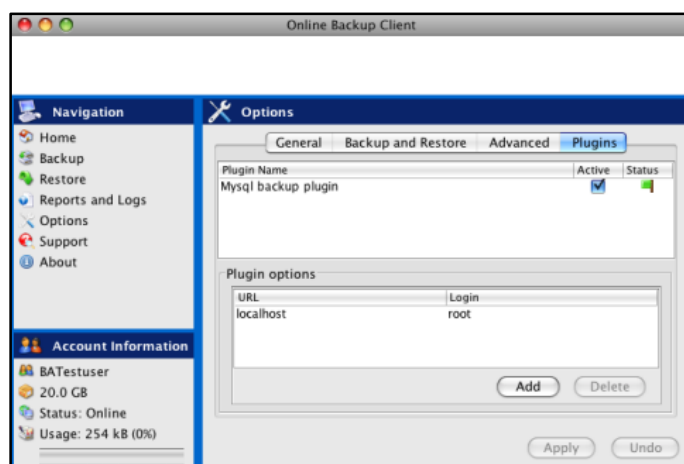 Online Backup Client
Navigation
Home
Backup
Restore
Reports and Logs
Options
Support
About
Account Information
BATestuser
20.0 GB
Status: Online
Usage: 254 kB (0%)
Options
General Backup and Restore Advanced Plugins
Plugin Name Active Status
Mysql backup plugin
Plugin options
URL Login
localhost root
Add Delete
Apply Undo